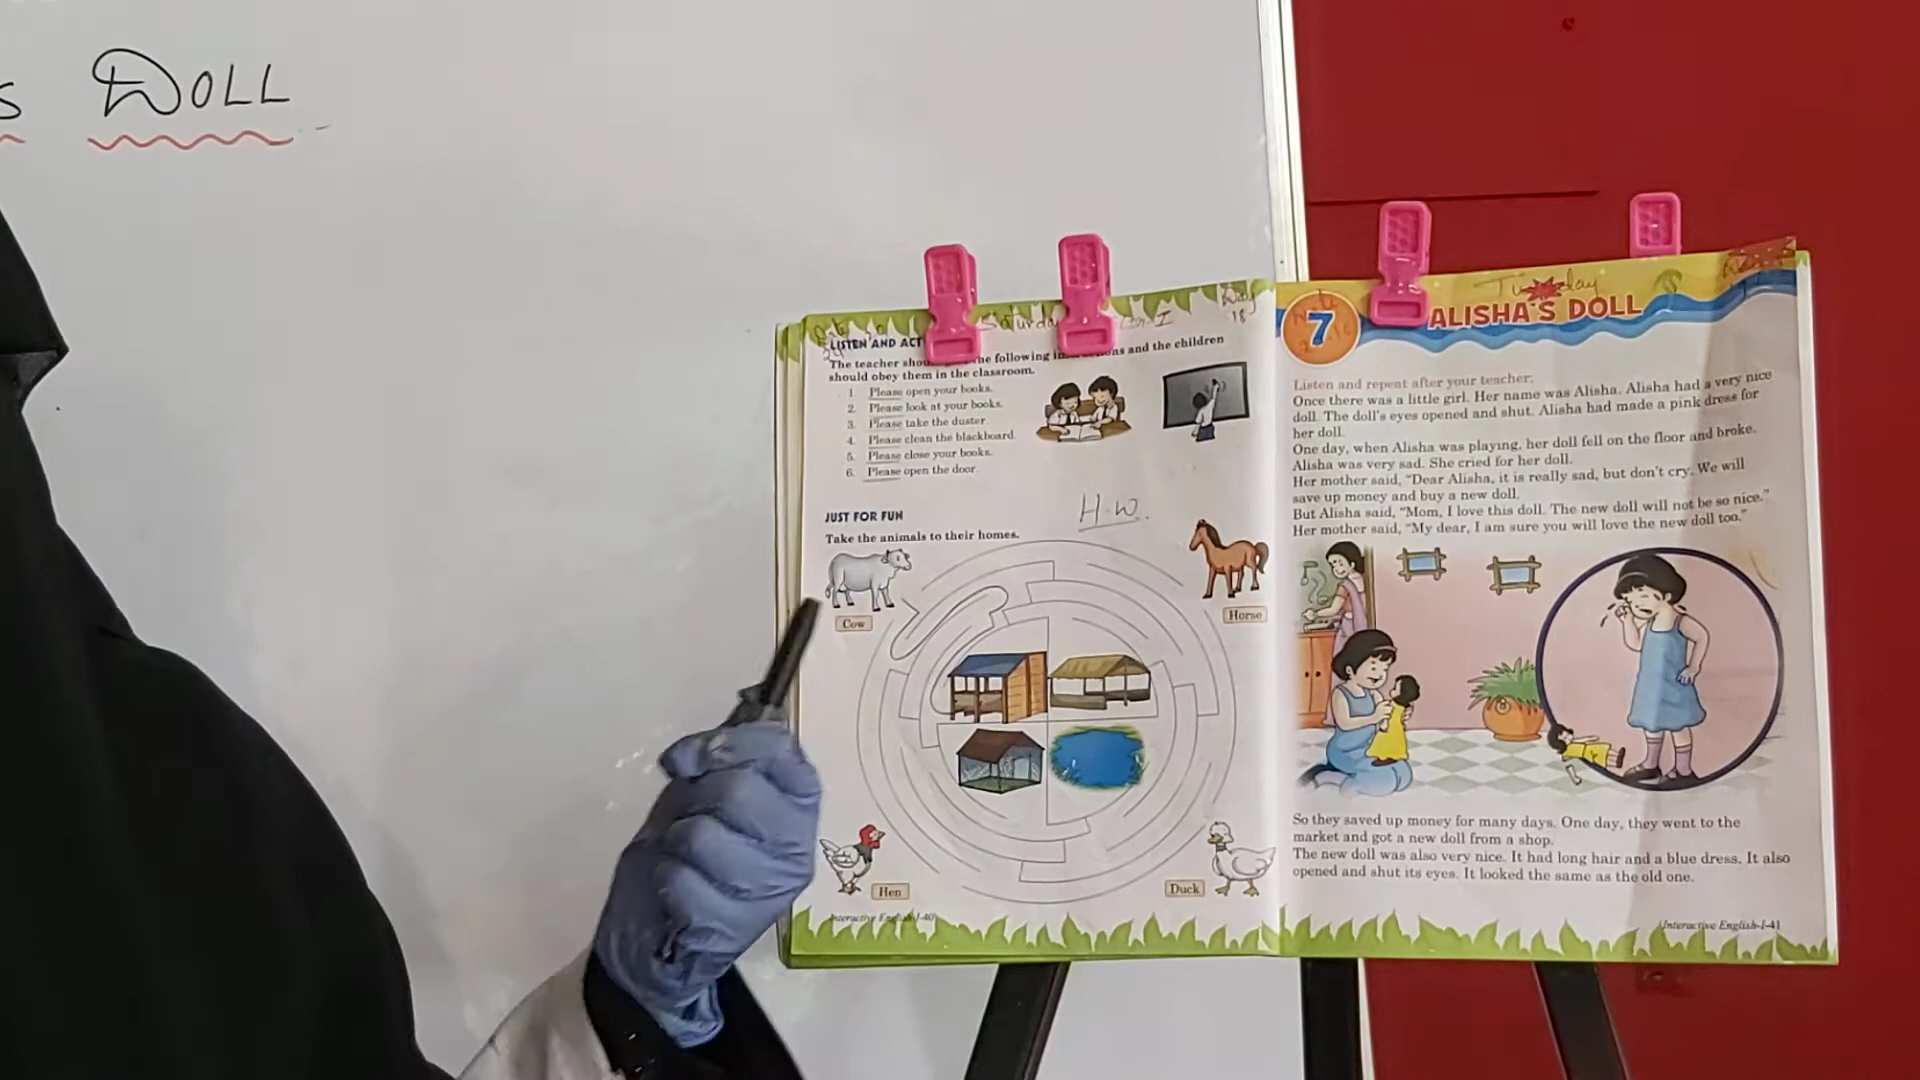 S DOLL
Saturday
Day
18
LISTEN AND ACT
The teacher the following and the children
should obey them in the classroom.
1. Please open your books.
2. Please look at your books.
3. Please take the duster
4. Please clean the blackboard
5. Please close your books.
6. Please open the door
H.W.
JUST FOR FUN
Take the animals to their homes.
Cow
Horse
Hen
Duck
Interactive English-I-40
7
ALISHA'S DOLL
Listen and repeat after your teacher:
Once there was a little girl. Her name was Alisha. Alisha had a very nice
doll. The doll's eyes opened and shut. Alisha had made a pink dress for
her doll.
One day, when Alisha was playing, her doll fell on the floor and broke.
Alisha was very sad. She cried for her doll.
Her mother said, "Dear Alisha, it is really sad, but don't cry. We will
save up money and buy a new doll.
But Alisha said, "Mom, I love this doll. The new doll will not be so nice."
Her mother said, "My dear, I am sure you will love the new doll too."
So they saved up money for many days. One day, they went to the
market and got a new doll from a shop.
The new doll was also very nice. It had long hair and a blue dress. It also
opened and shut its eyes. It looked the same as the old one.
Interactive English-I-41